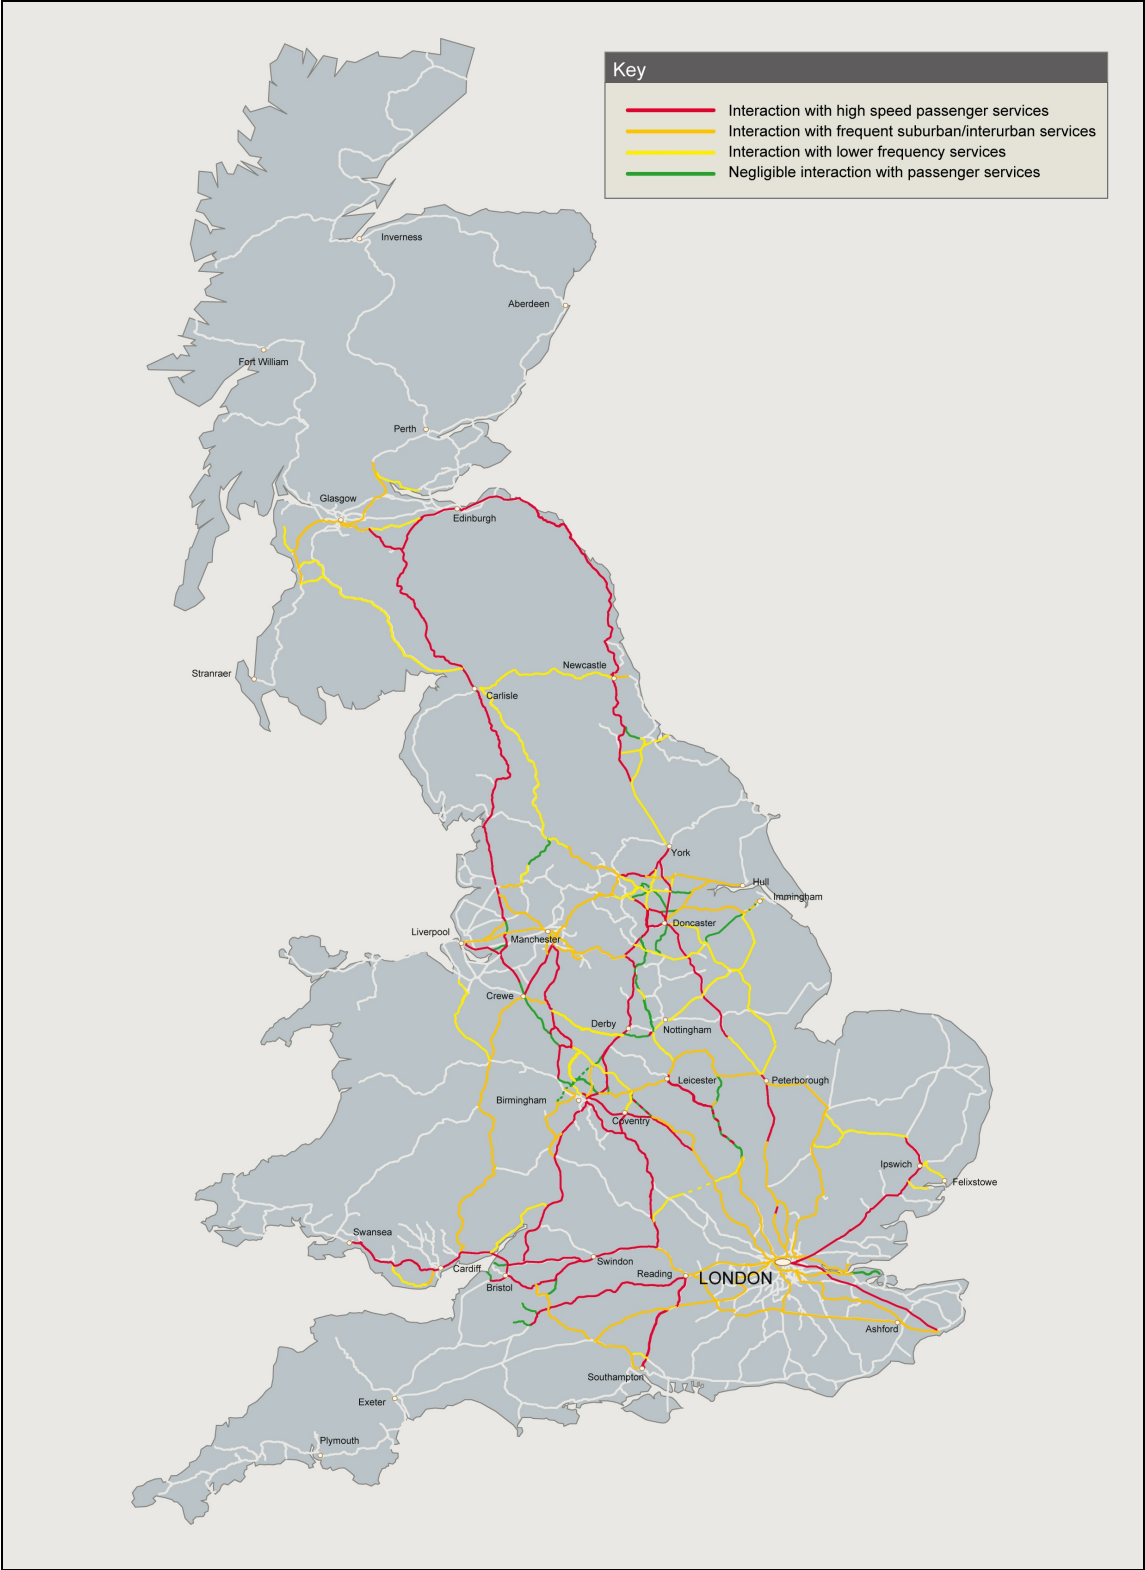 Key
Interaction with high speed passenger services
Interaction with frequent suburban/interurban services
Interaction with lower frequency services
Negligible interaction with passenger services
Inverness
Aberdeen
Fort William
Perth
Glasgow
Edinburgh
Stranraer
Newcastle
Carlisle
York
Hull
Immingham
Liverpool
Manchester
Doncaster
Crewe
Derby
Nottingham
Leicester
Peterborough
Birmingham
Coventry
Ipswich
Felixstowe
Swansea
Cardiff
Swindon
Bristol
Reading
LONDON
Ashford
Southampton
Exeter
Plymouth